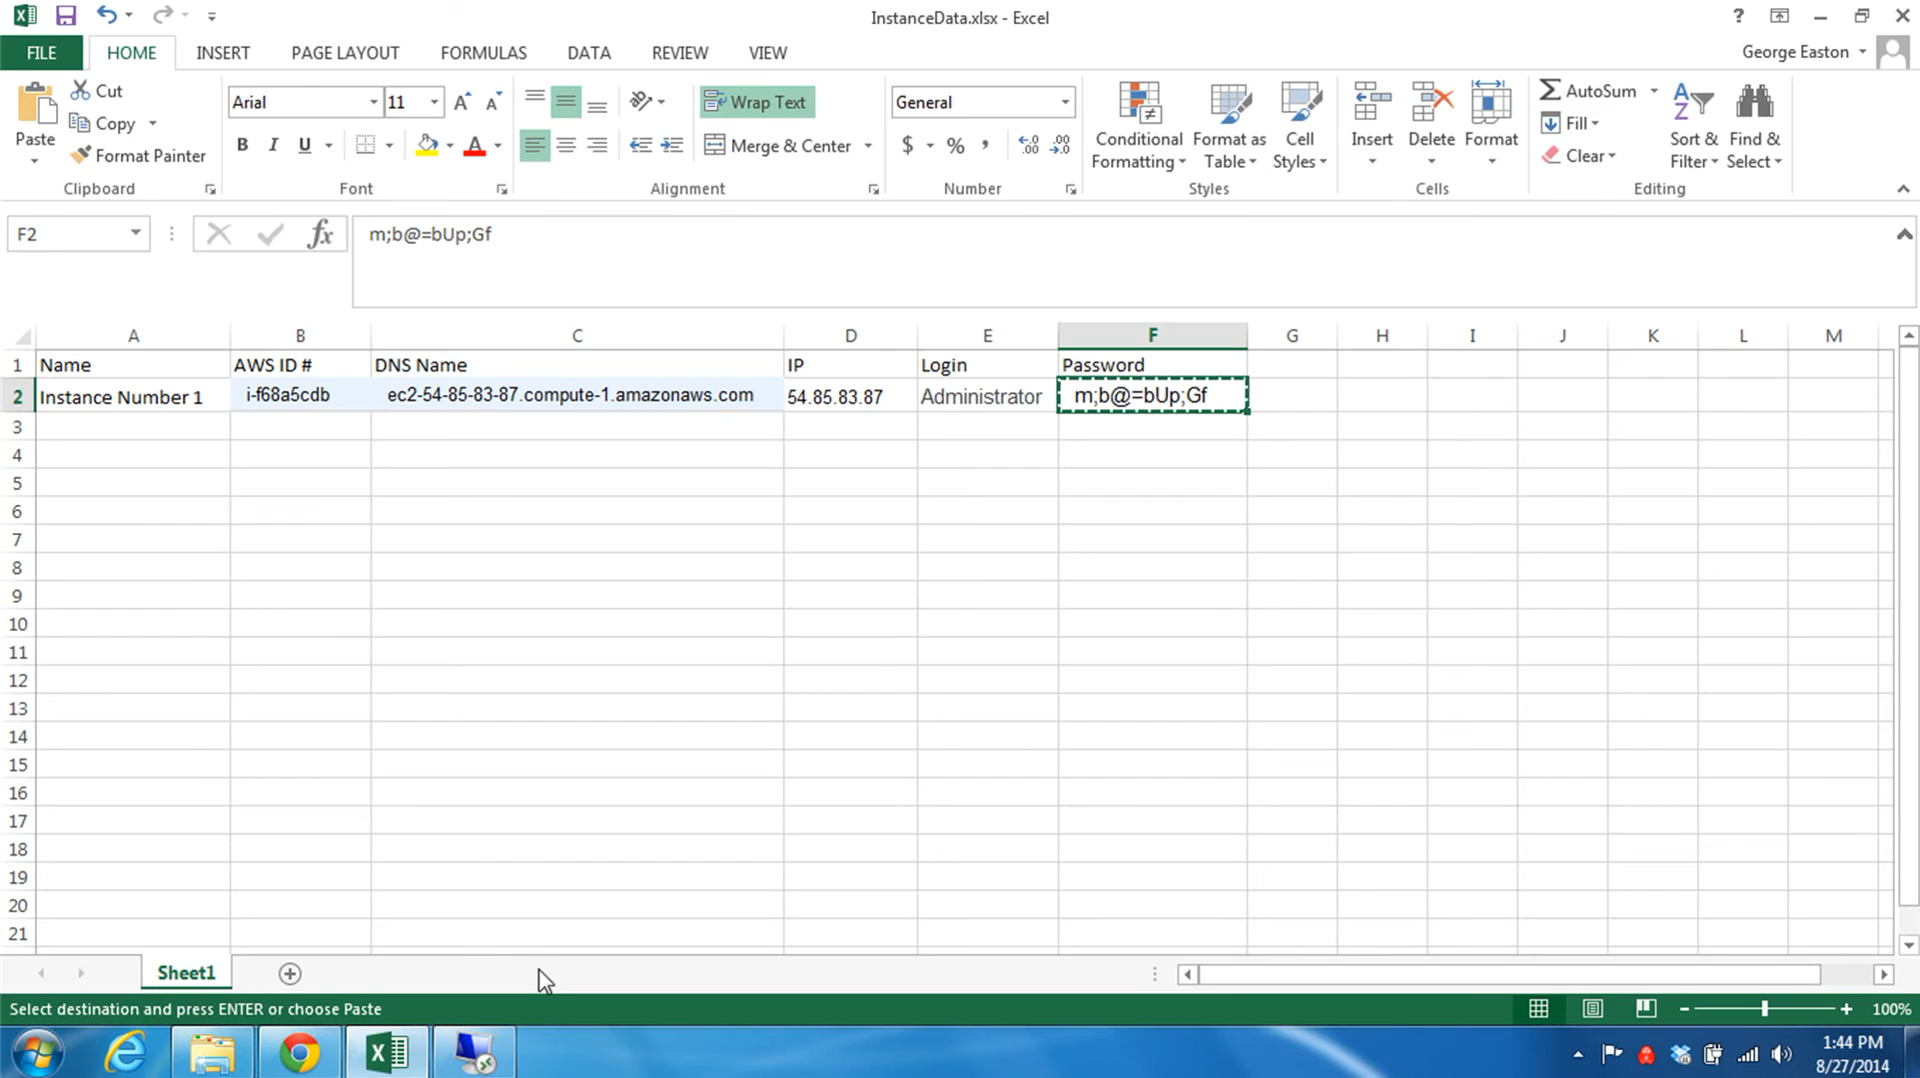 InstanceData.xlsx - Excel
?
FILE HOME INSERT PAGE LAYOUT FORMULAS DATA REVIEW VIEW George Easton
Paste
Cut
Copy
Format Painter
Clipboard
Arial 11 A A
B I U A
Font
Wrap Text
Merge & Center
Alignment
General
$ % , .00 .00
Number
Conditional Formatting
Format as Table
Cell Styles
Styles
Insert Delete Format
Cells
AutoSum
Fill
Clear
Sort & Filter
Find & Select
Editing
F2 fx m;b@=bUp;Gf
A B C D E F G H I J K L M
1 Name AWS ID # DNS Name IP Login Password
2 Instance Number 1 i-f68a5cdb ec2-54-85-83-87.compute-1.amazonaws.com 54.85.83.87 Administrator m;b@=bUp;Gf
3
4
5
6
7
8
9
10
11
12
13
14
15
16
17
18
19
20
21
Sheet1
Select destination and press ENTER or choose Paste 100%
1:44 PM
8/27/2014